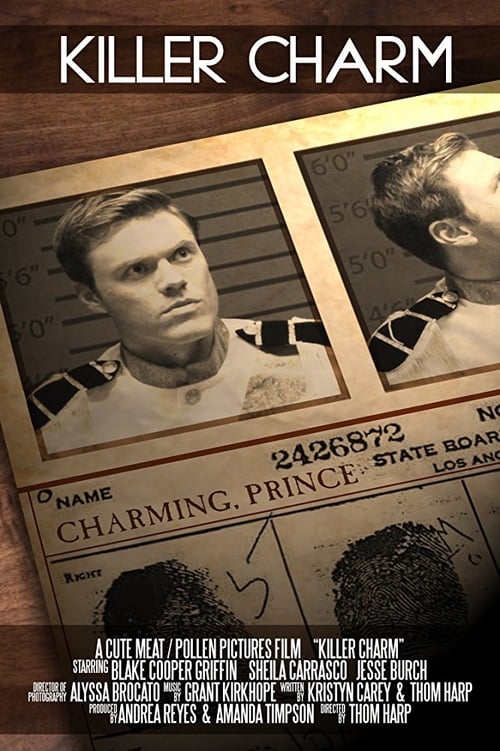 KILLER CHARM
0"
5'6"
5'0"
6'0"
5'6"
5'0"
4'6"
NO
2426872
STATE BOAR
LOS ANG
NAME
CHARMING, PRINCE
RIGHT
A CUTE MEAT / POLLEN PICTURES FILM "KILLER CHARM"
STARRING BLAKE COOPER GRIFFIN SHEILA CARRASCO JESSE BURCH
DIRECTOR OF PHOTOGRAPHY ALYSSA BROCATO MUSIC BY GRANT KIRKHOPE WRITTEN BY KRISTYN CAREY & THOM HARP
PRODUCED BY ANDREA REYES & AMANDA TIMPSON DIRECTED BY THOM HARP